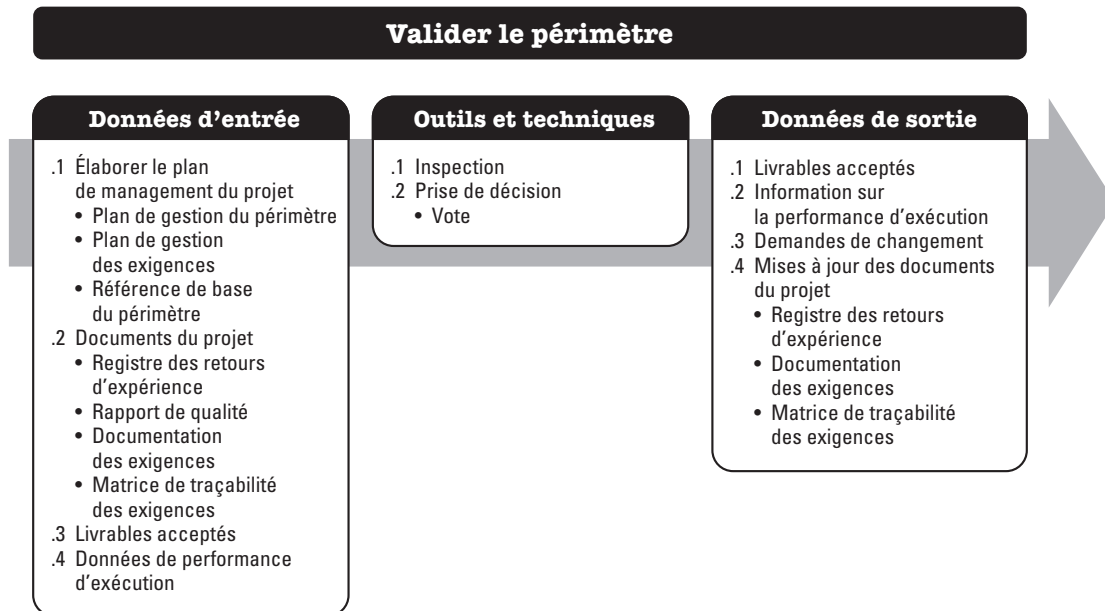 Valider le périmètre
Données d'entrée
.1 Élaborer le plan
de management du projet
• Plan de gestion du périmètre
• Plan de gestion
des exigences
• Référence de base
du périmètre
.2 Documents du projet
• Registre des retours
d'expérience
• Rapport de qualité
• Documentation
des exigences
• Matrice de traçabilité
des exigences
.3 Livrables acceptés
.4 Données de performance
d'exécution
Outils et techniques
.1 Inspection
.2 Prise de décision
• Vote
Données de sortie
.1 Livrables acceptés
.2 Information sur
la performance d'exécution
.3 Demandes de changement
.4 Mises à jour des documents
du projet
• Registre des retours
d'expérience
• Documentation
des exigences
• Matrice de traçabilité
des exigences